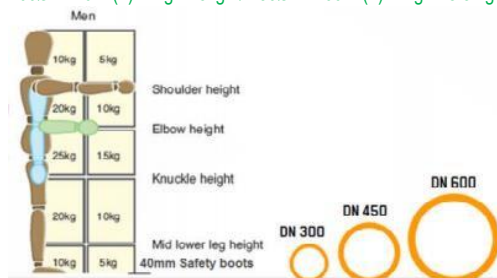 Men
10kg 5kg
Shoulder height
20kg 10kg
Elbow height
25kg 15kg
Knuckle height
20kg 10kg
Mid lower leg height
10kg 5kg
40mm Safety boots
DN 300
DN 450
DN 600